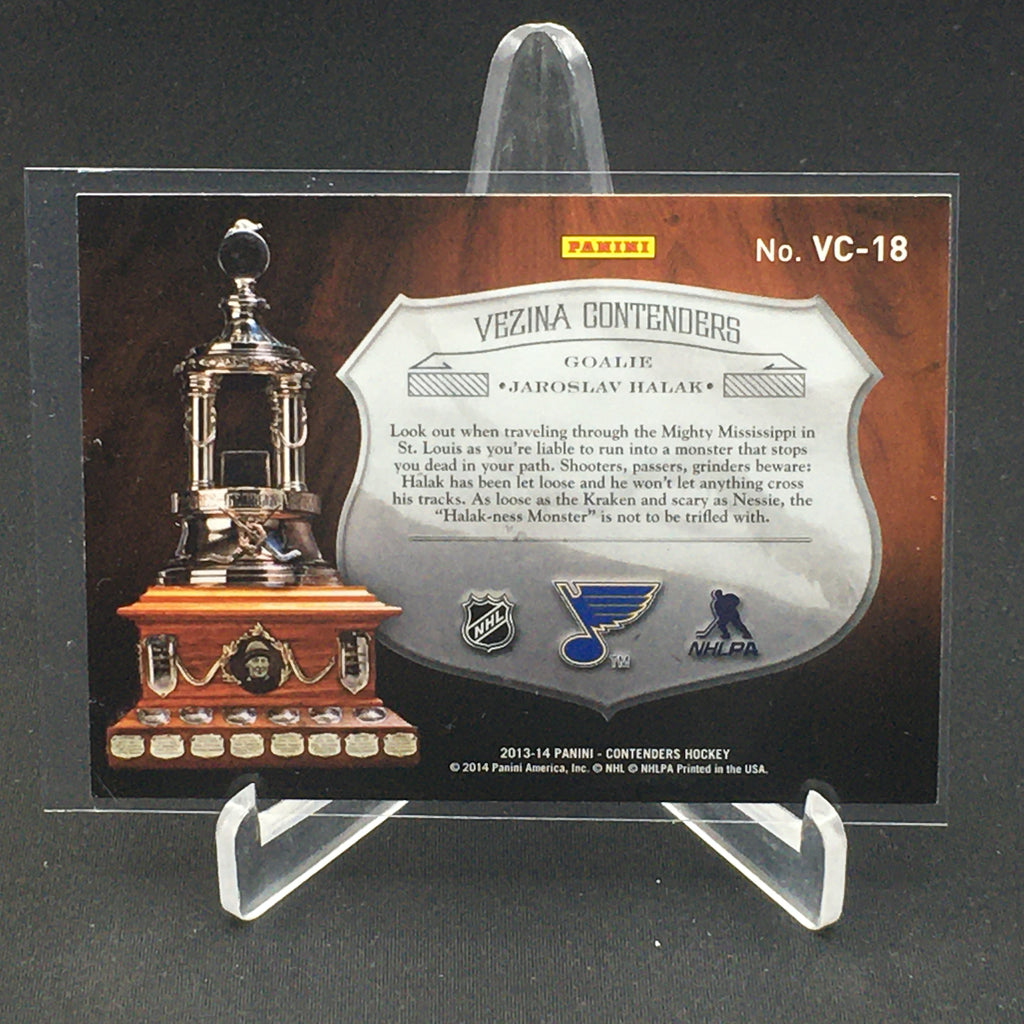 PANINI
No. VC-18
VEZINA CONTENDERS
GOALIE
•JAROSLAV HALAK•
Look out when traveling through the Mighty Mississippi in
St. Louis as you're liable to run into a monster that stops
you dead in your path. Shooters, passers, grinders beware:
Halak has been let loose and he won't let anything cross
his tracks. As loose as the Kraken and scary as Nessie, the
“Halak-ness Monster” is not to be trifled with.
NHL
TM
NHLPA
2013-14 PANINI - CONTENDERS HOCKEY
© 2014 Panini America, Inc. © NHL © NHLPA Printed in the USA.